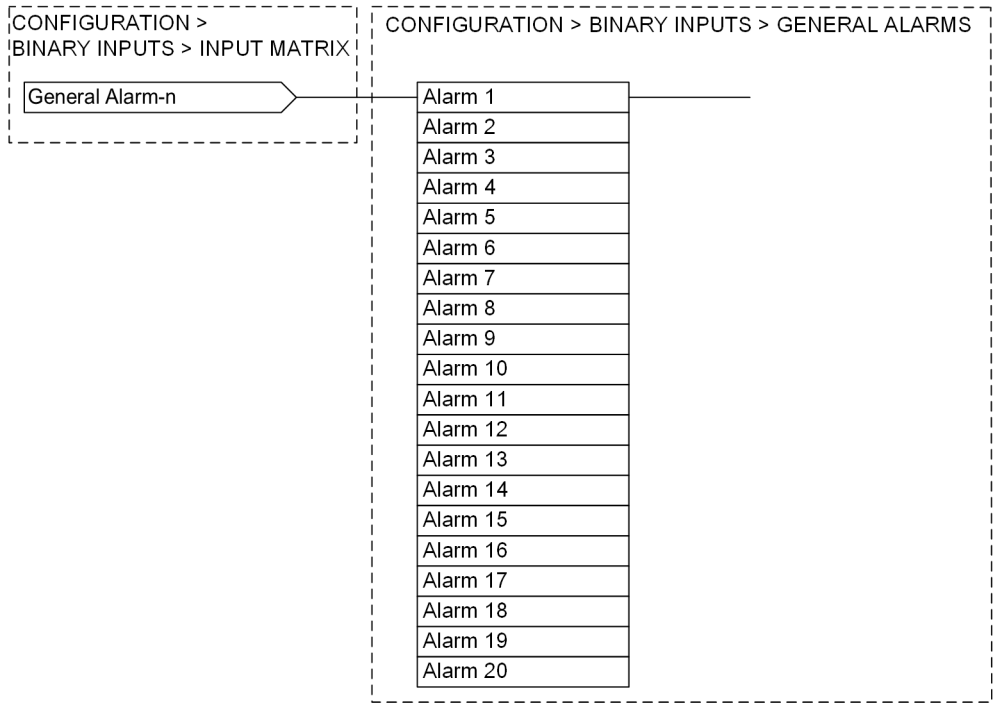 CONFIGURATION >
BINARY INPUTS > INPUT MATRIX
General Alarm-n
CONFIGURATION > BINARY INPUTS > GENERAL ALARMS
Alarm 1
Alarm 2
Alarm 3
Alarm 4
Alarm 5
Alarm 6
Alarm 7
Alarm 8
Alarm 9
Alarm 10
Alarm 11
Alarm 12
Alarm 13
Alarm 14
Alarm 15
Alarm 16
Alarm 17
Alarm 18
Alarm 19
Alarm 20